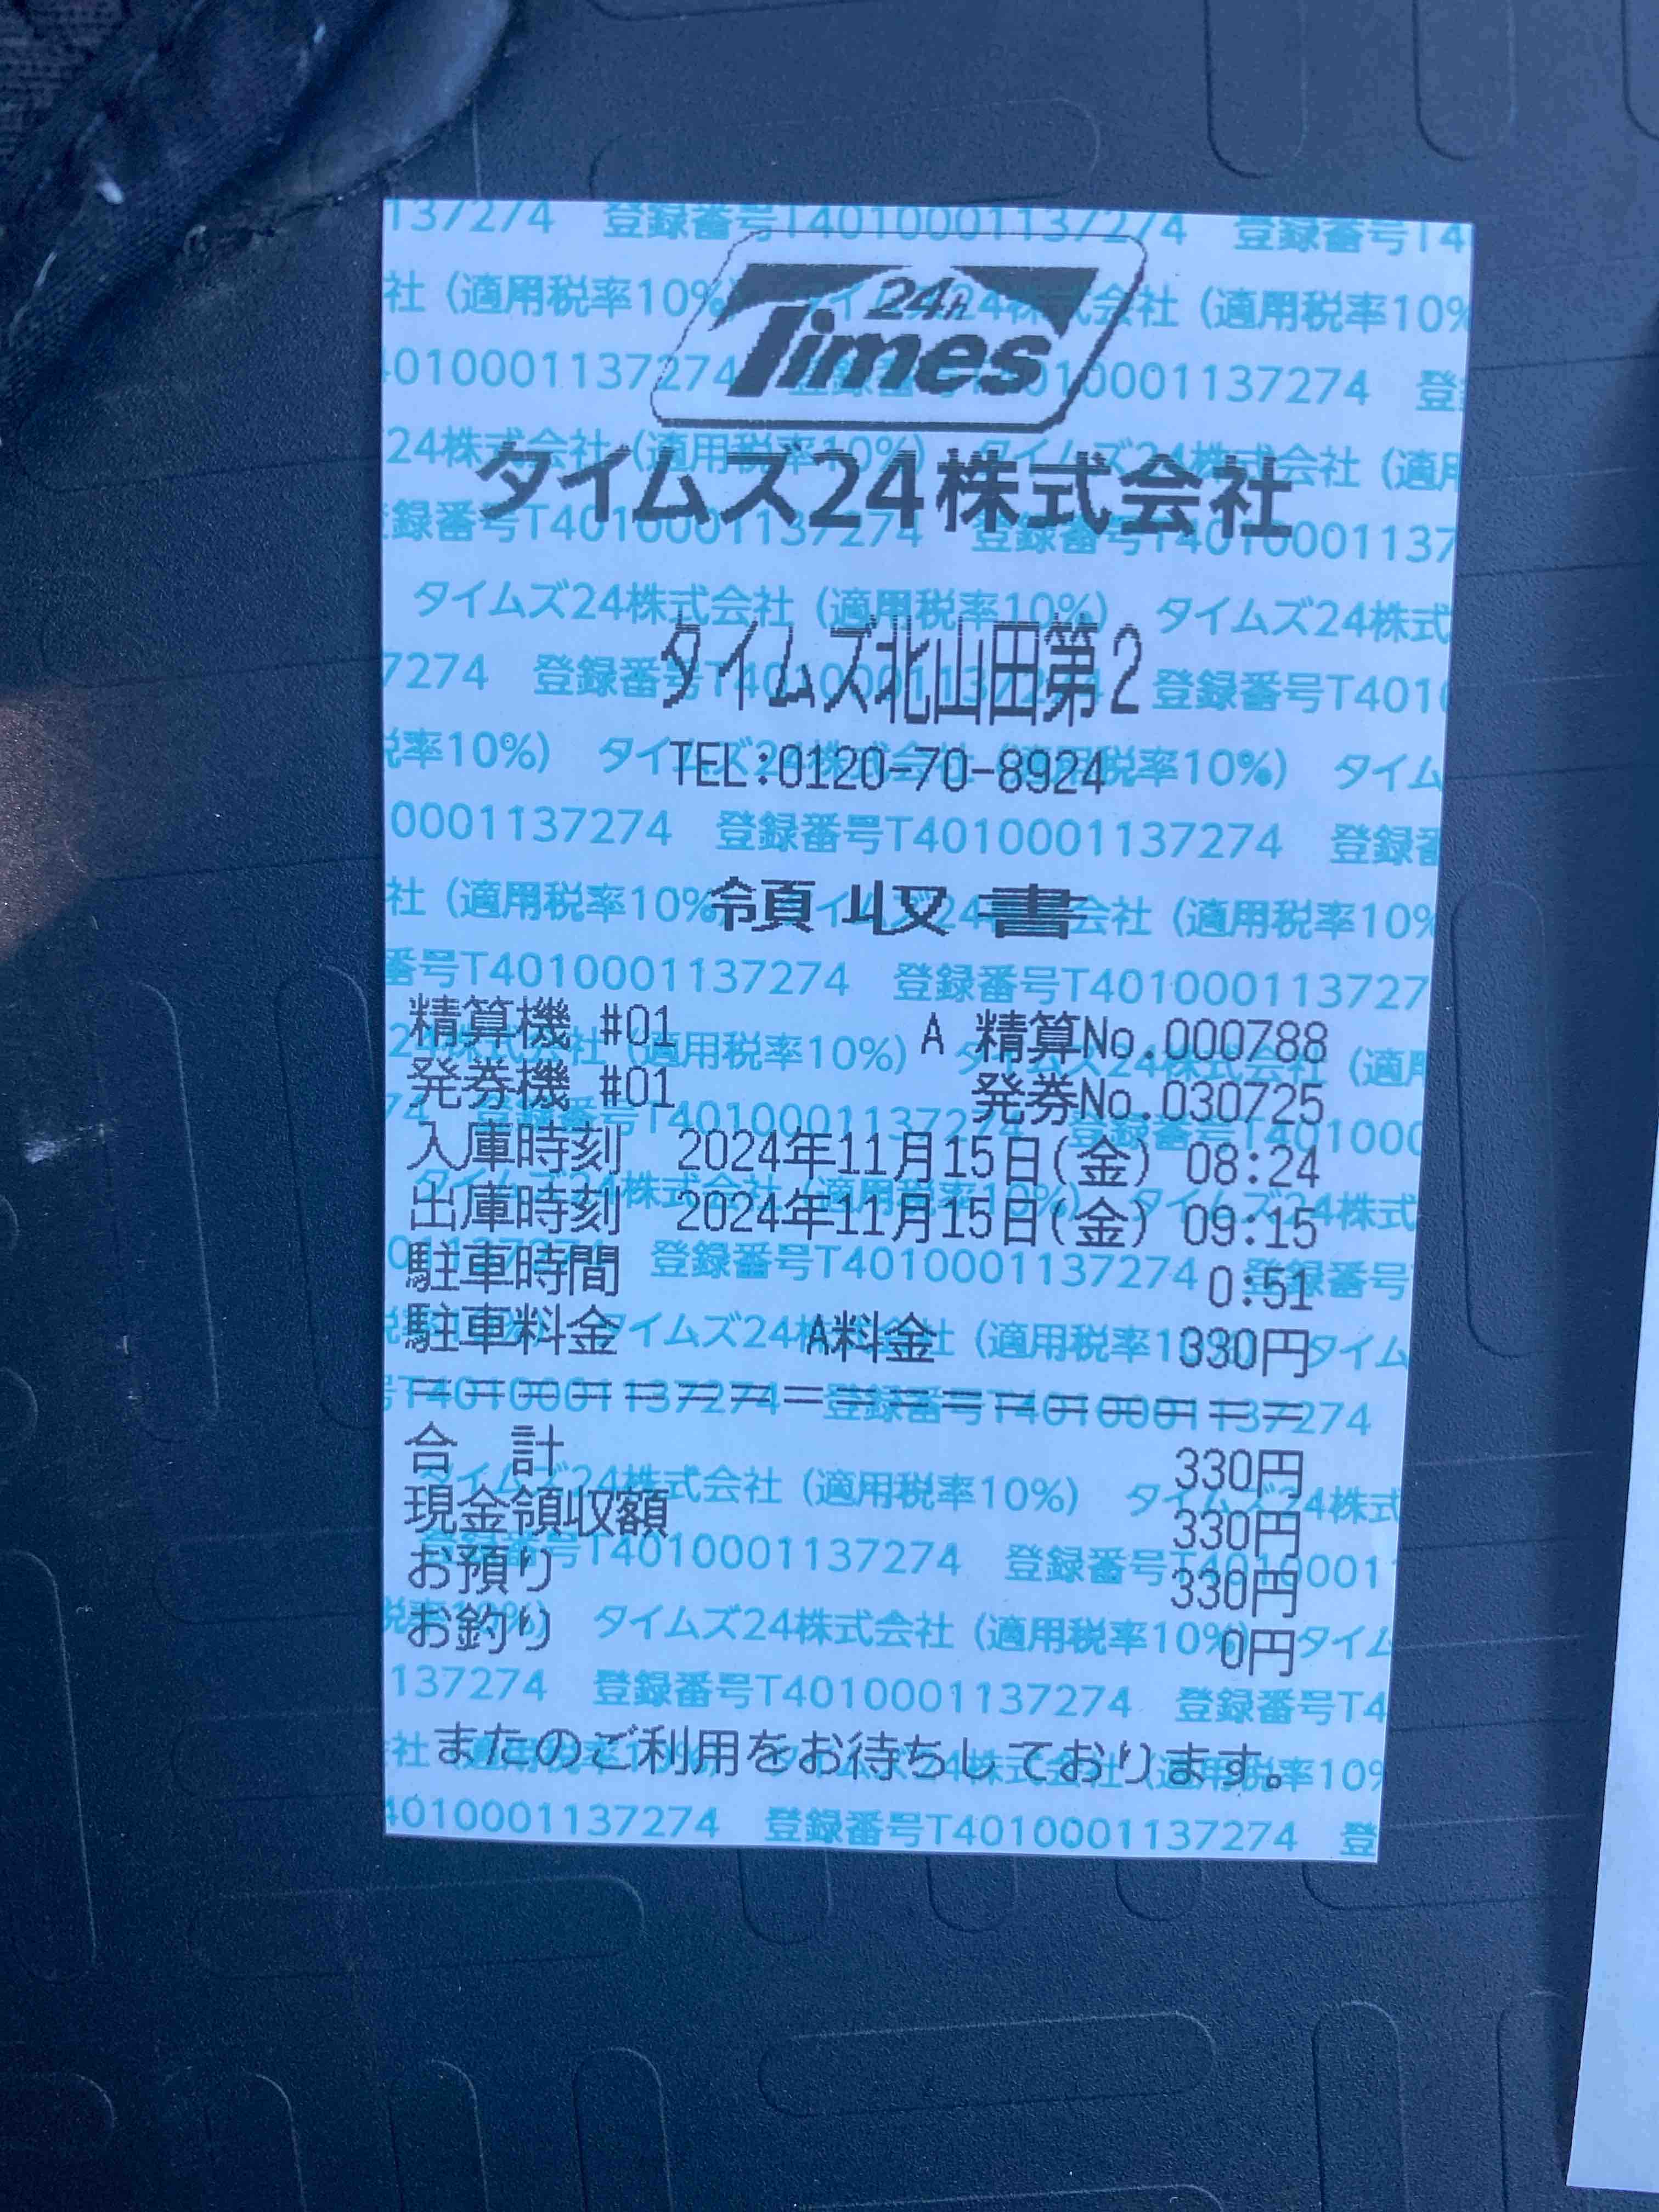 24h
Times
タイムズ24株式会社
タイムズ北山田第2
TEL:0120-70-8924
領収書
精算機 #01 A 精算No.000788
発券機 #01 発券No.030725
入庫時刻 2024年11月15日(金) 08:24
出庫時刻 2024年11月15日(金) 09:15
駐車時間 0:51
駐車料金 A料金 330円
========================
合 計 330円
現金領収額 330円
お預り 330円
お釣り 0円
またのご利用をお待ちしております。
タイムズ24株式会社 (適用税率10%)
登録番号T4010001137274